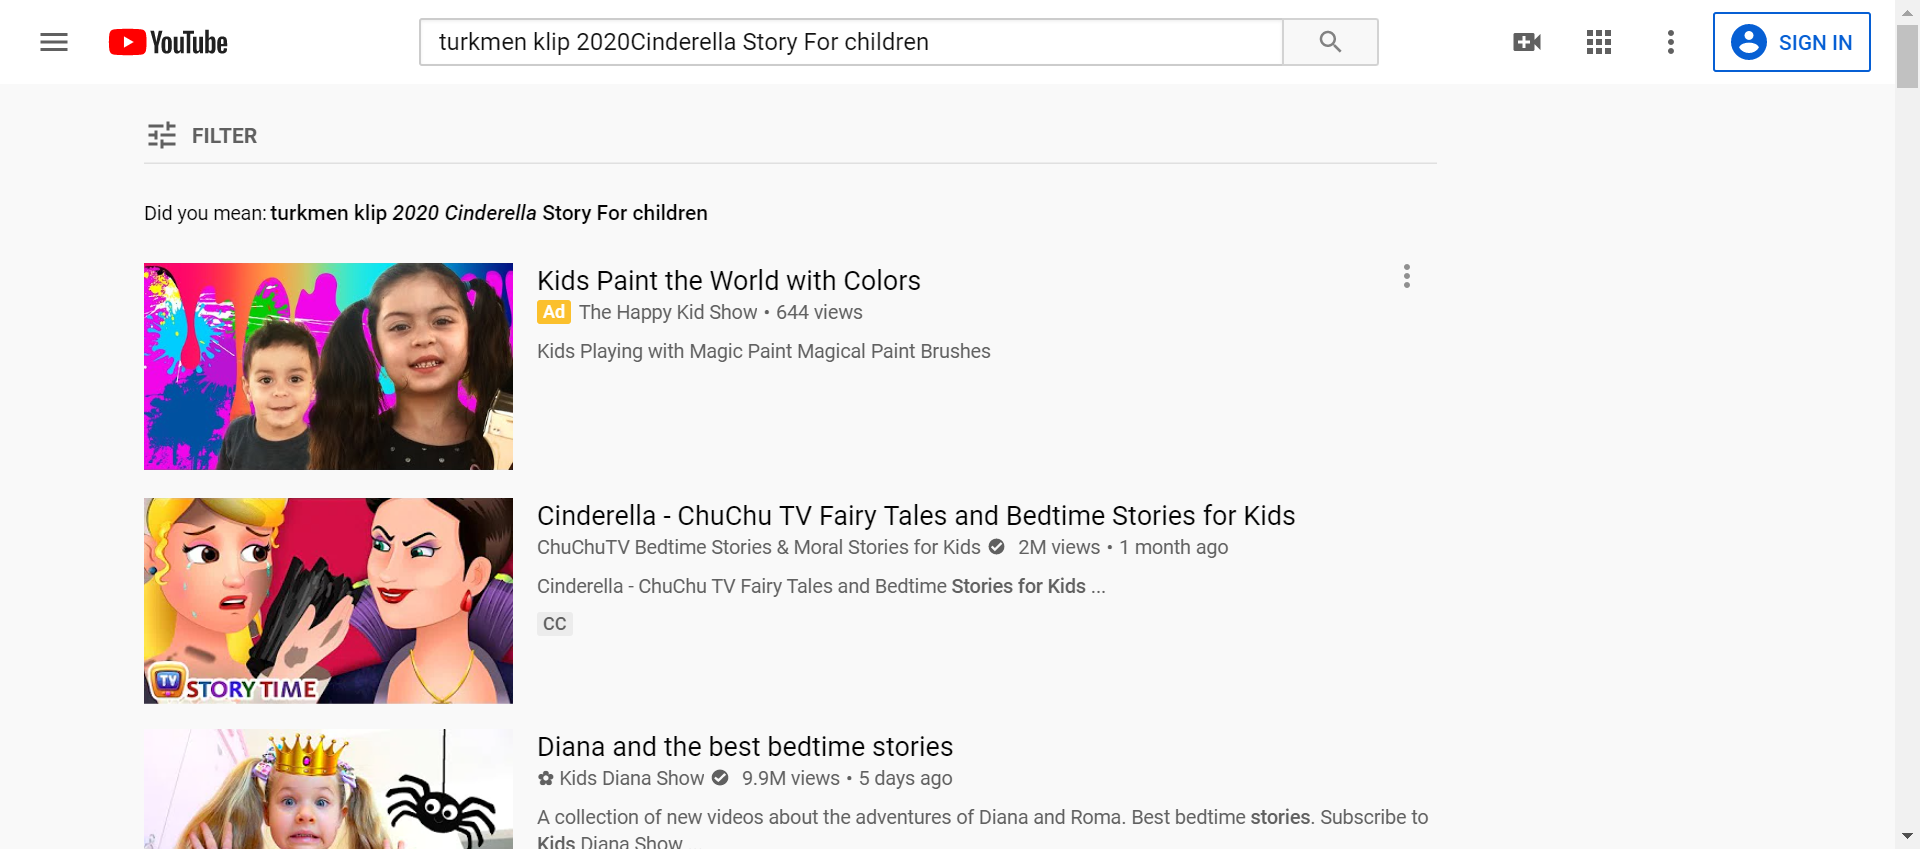 YouTube
turkmen klip 2020Cinderella Story For children
SIGN IN
FILTER
Did you mean: turkmen klip 2020 Cinderella Story For children
Kids Paint the World with Colors
Ad The Happy Kid Show • 644 views
Kids Playing with Magic Paint Magical Paint Brushes
Cinderella - ChuChu TV Fairy Tales and Bedtime Stories for Kids
ChuChuTV Bedtime Stories & Moral Stories for Kids 2M views • 1 month ago
Cinderella - ChuChu TV Fairy Tales and Bedtime Stories for Kids ...
CC
TV STORY TIME
Diana and the best bedtime stories
✿ Kids Diana Show 9.9M views • 5 days ago
A collection of new videos about the adventures of Diana and Roma. Best bedtime stories. Subscribe to
Kids Diana Show ...